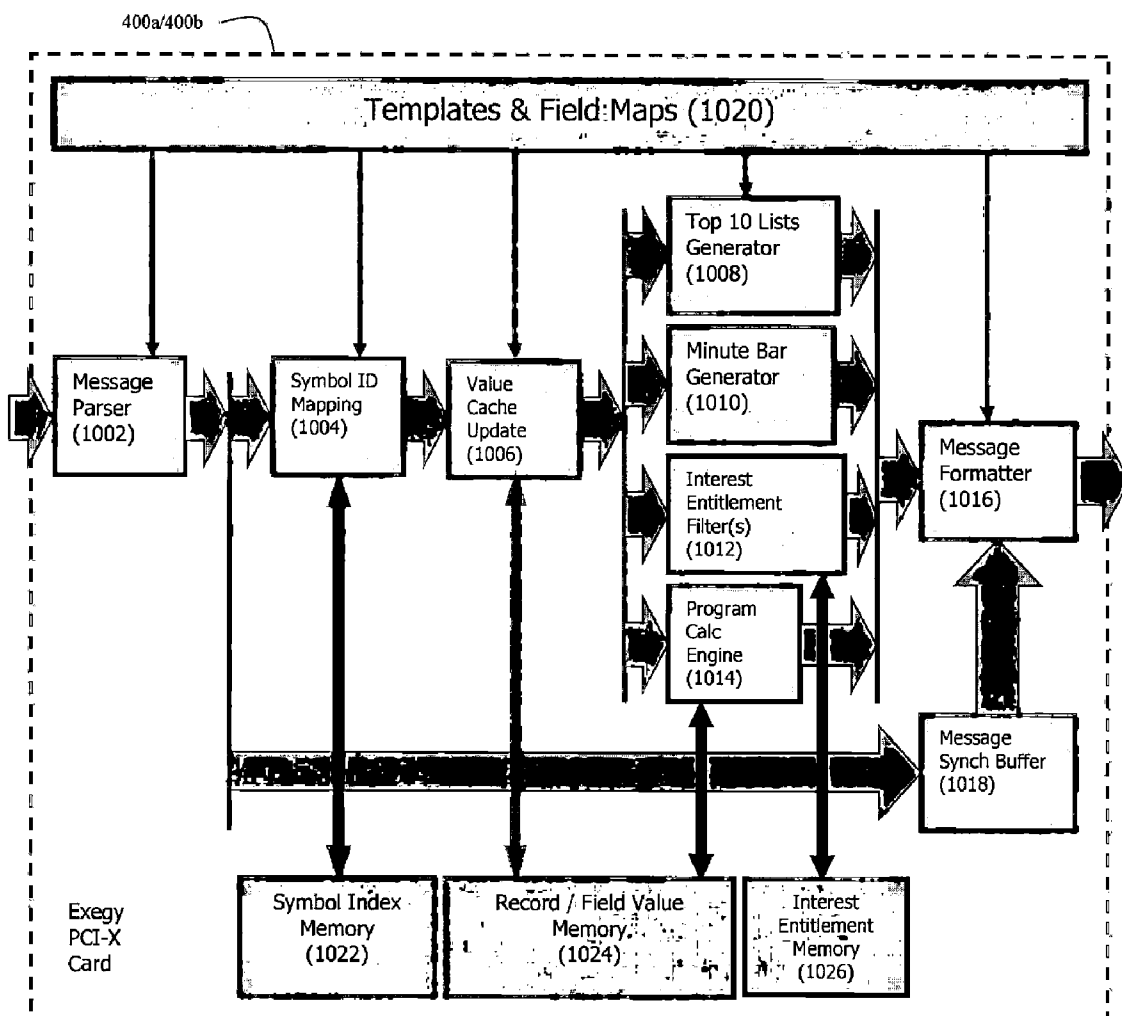 400a/400b
Templates & Field Maps (1020)
Top 10 Lists
Generator
(1008)
Message
Parser
(1002)
Symbol ID
Mapping
(1004)
Value
Cache
Update
(1006)
Minute Bar
Generator
(1010)
Interest
Entitlement
Filter(s)
(1012)
Program
Calc
Engine
(1014)
Message
Formatter
(1016)
Message
Synch Buffer
(1018)
Exegy
PCI-X
Card
Symbol Index
Memory
(1022)
Record / Field Value
Memory
(1024)
Interest
Entitlement
Memory
(1026)